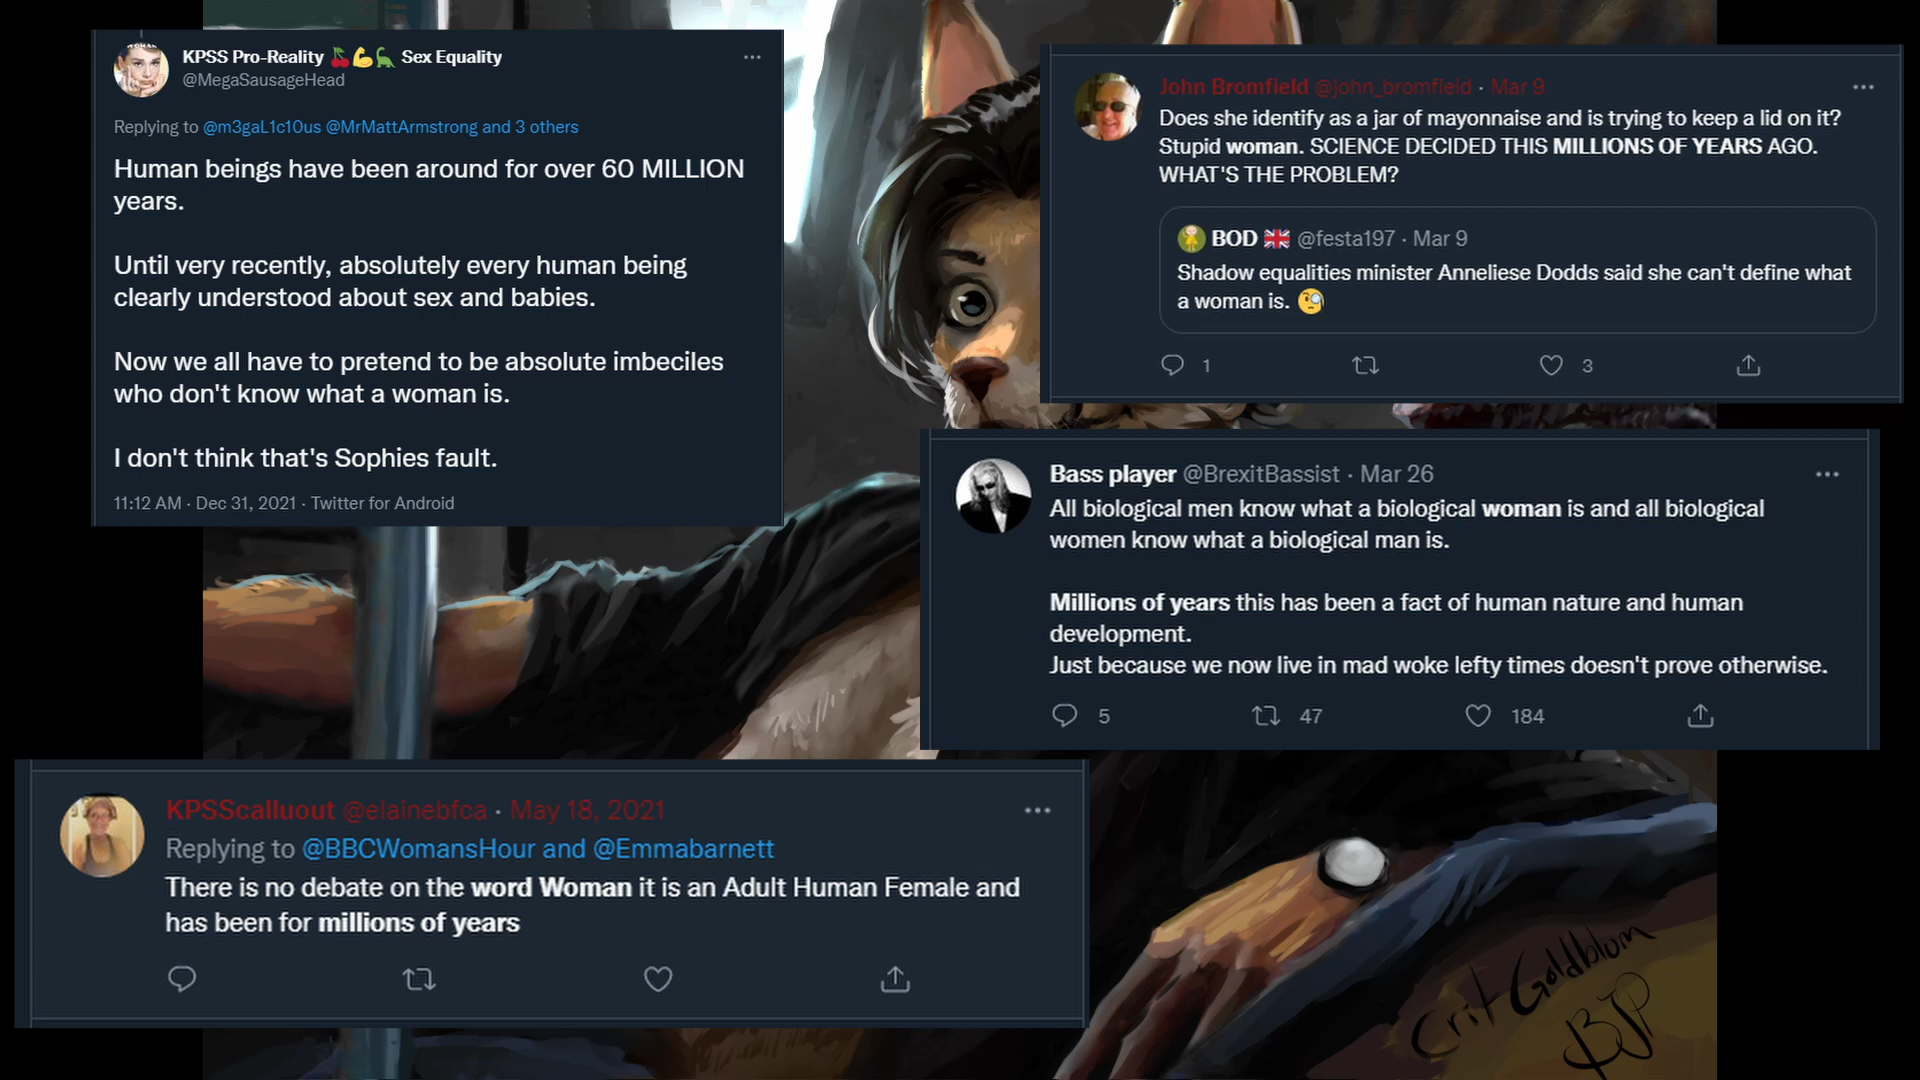 KPSS Pro-Reality 🍒💪🦕 Sex Equality
@MegaSausageHead
Replying to @m3gaL1c10us @MrMattArmstrong and 3 others
Human beings have been around for over 60 MILLION
years.
Until very recently, absolutely every human being
clearly understood about sex and babies.
Now we all have to pretend to be absolute imbeciles
who don't know what a woman is.
I don't think that's Sophies fault.
11:12 AM · Dec 31, 2021 · Twitter for Android
John Bromfield @john_bromfield · Mar 9
Does she identify as a jar of mayonnaise and is trying to keep a lid on it?
Stupid woman. SCIENCE DECIDED THIS MILLIONS OF YEARS AGO.
WHAT'S THE PROBLEM?
BOD 🇬🇧 @festa197 · Mar 9
Shadow equalities minister Anneliese Dodds said she can't define what
a woman is. 🧐
1 3
Bass player @BrexitBassist · Mar 26
All biological men know what a biological woman is and all biological
women know what a biological man is.
Millions of years this has been a fact of human nature and human
development.
Just because we now live in mad woke lefty times doesn't prove otherwise.
5 47 184
KPSScalluout @elainebfca · May 18, 2021
Replying to @BBCWomansHour and @Emmabarnett
There is no debate on the word Woman it is an Adult Human Female and
has been for millions of years
Crit Goldblum
BJP